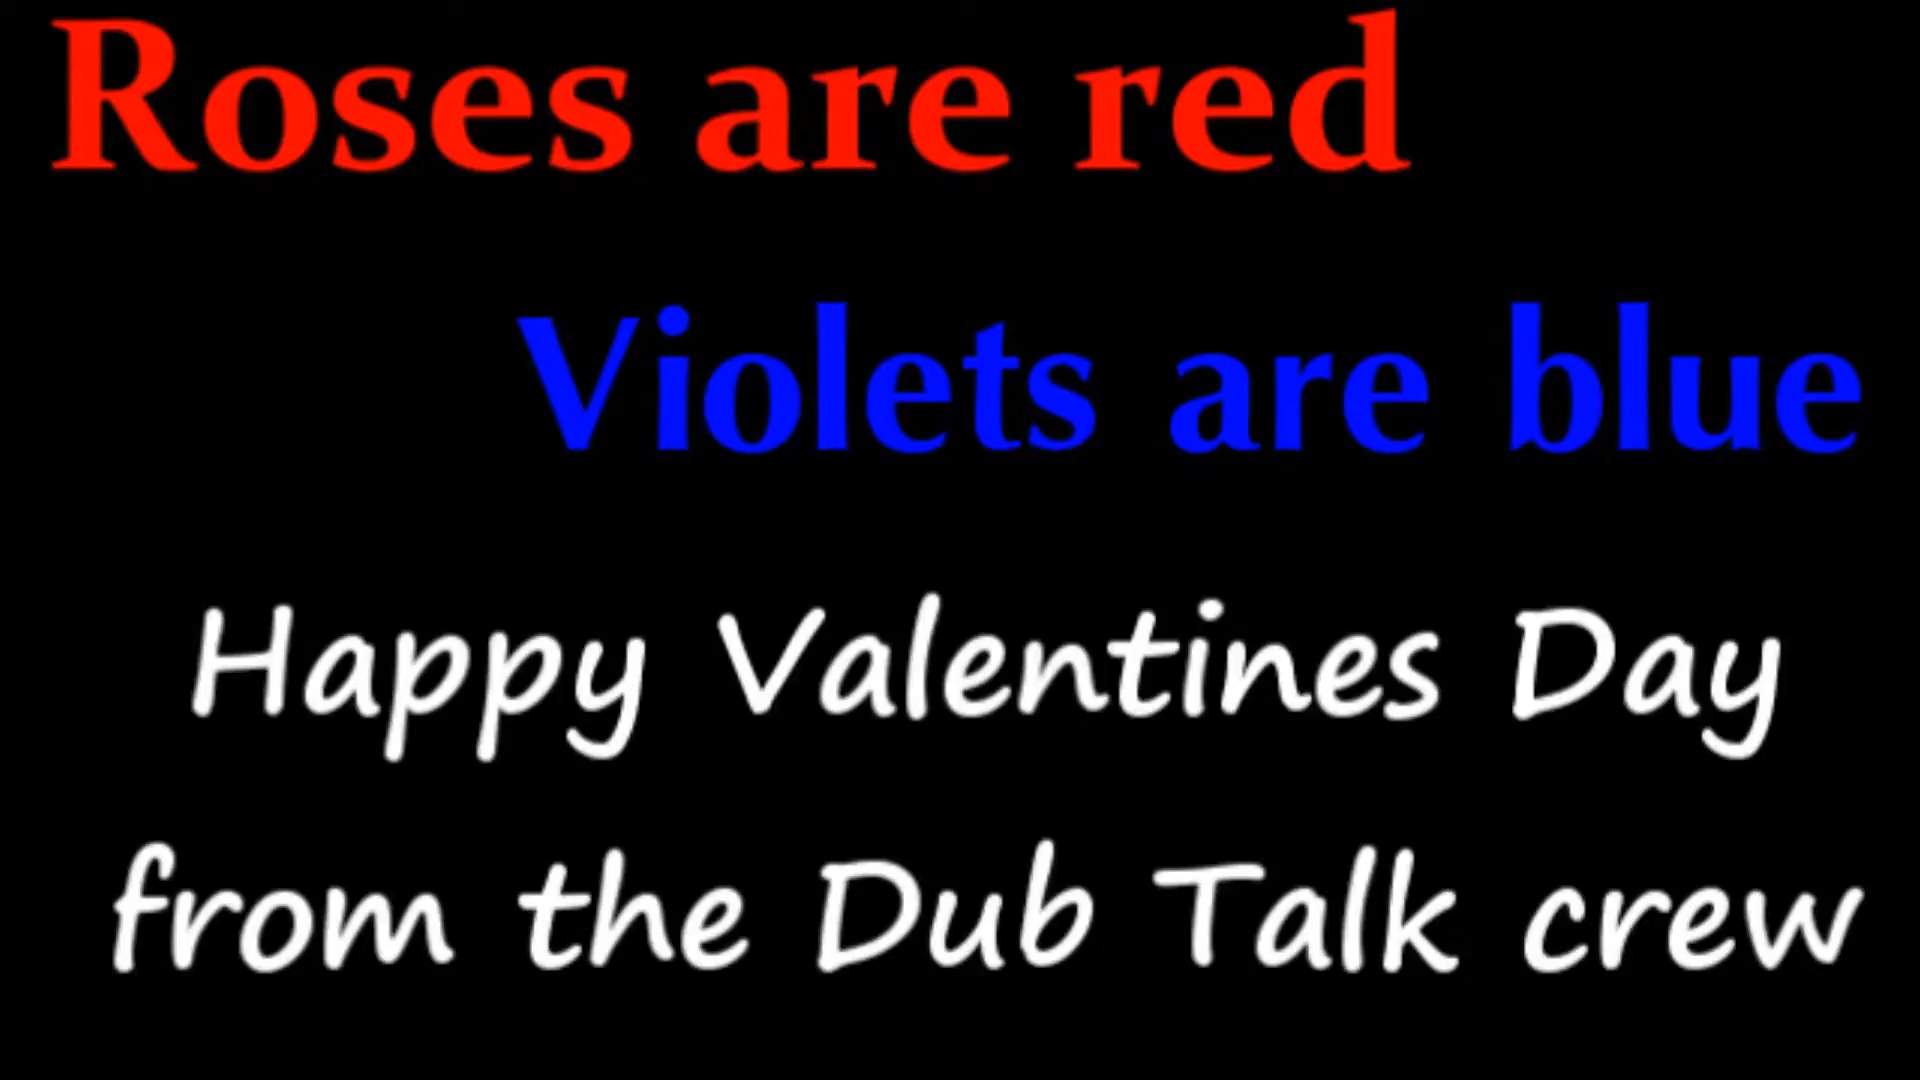 Roses are red
Violets are blue
Happy Valentines Day
from the Dub Talk crew